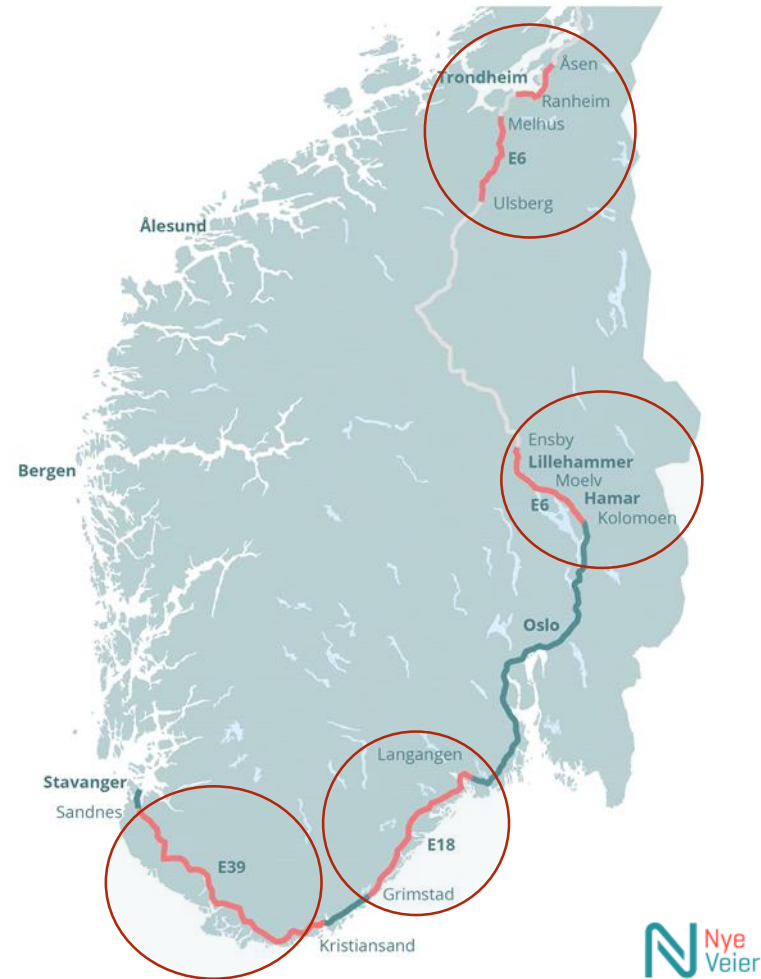 Trondheim
Åsen
Ranheim
Melhus
E6
Ulsberg
Ålesund
Ensby
Lillehammer
Moelv
Bergen
Hamar
E6
Kolomoen
Oslo
Langangen
Stavanger
Sandnes
E18
E39
Grimstad
Kristiansand
Nye
Veier